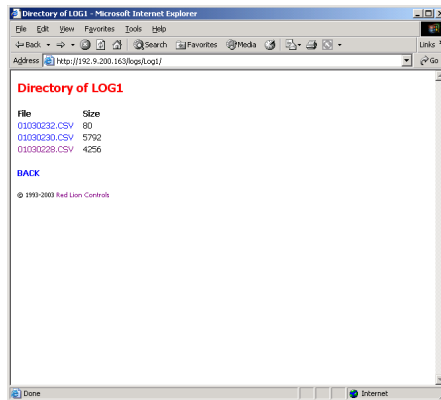 Directory of LOG1 - Microsoft Internet Explorer
File Edit View Favorites Tools Help
Back Search Favorites Media Links
Address http://192.9.200.163/logs/Log1/ Go
Directory of LOG1
File Size
01030232.CSV 80
01030230.CSV 5792
01030228.CSV 4256
BACK
© 1993-2003 Red Lion Controls
Done Internet